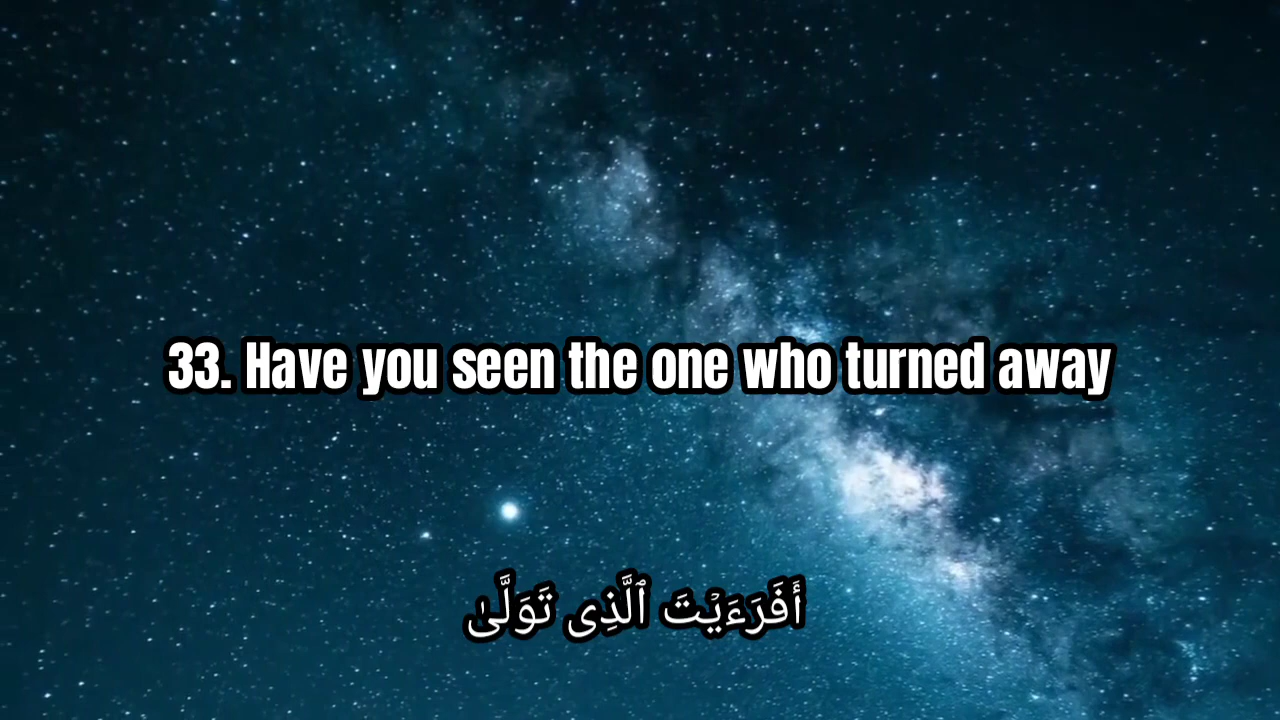 33. Have you seen the one who turned away
أَفَرَءَيْتَ ٱلَّذِى تَوَلَّىٰ